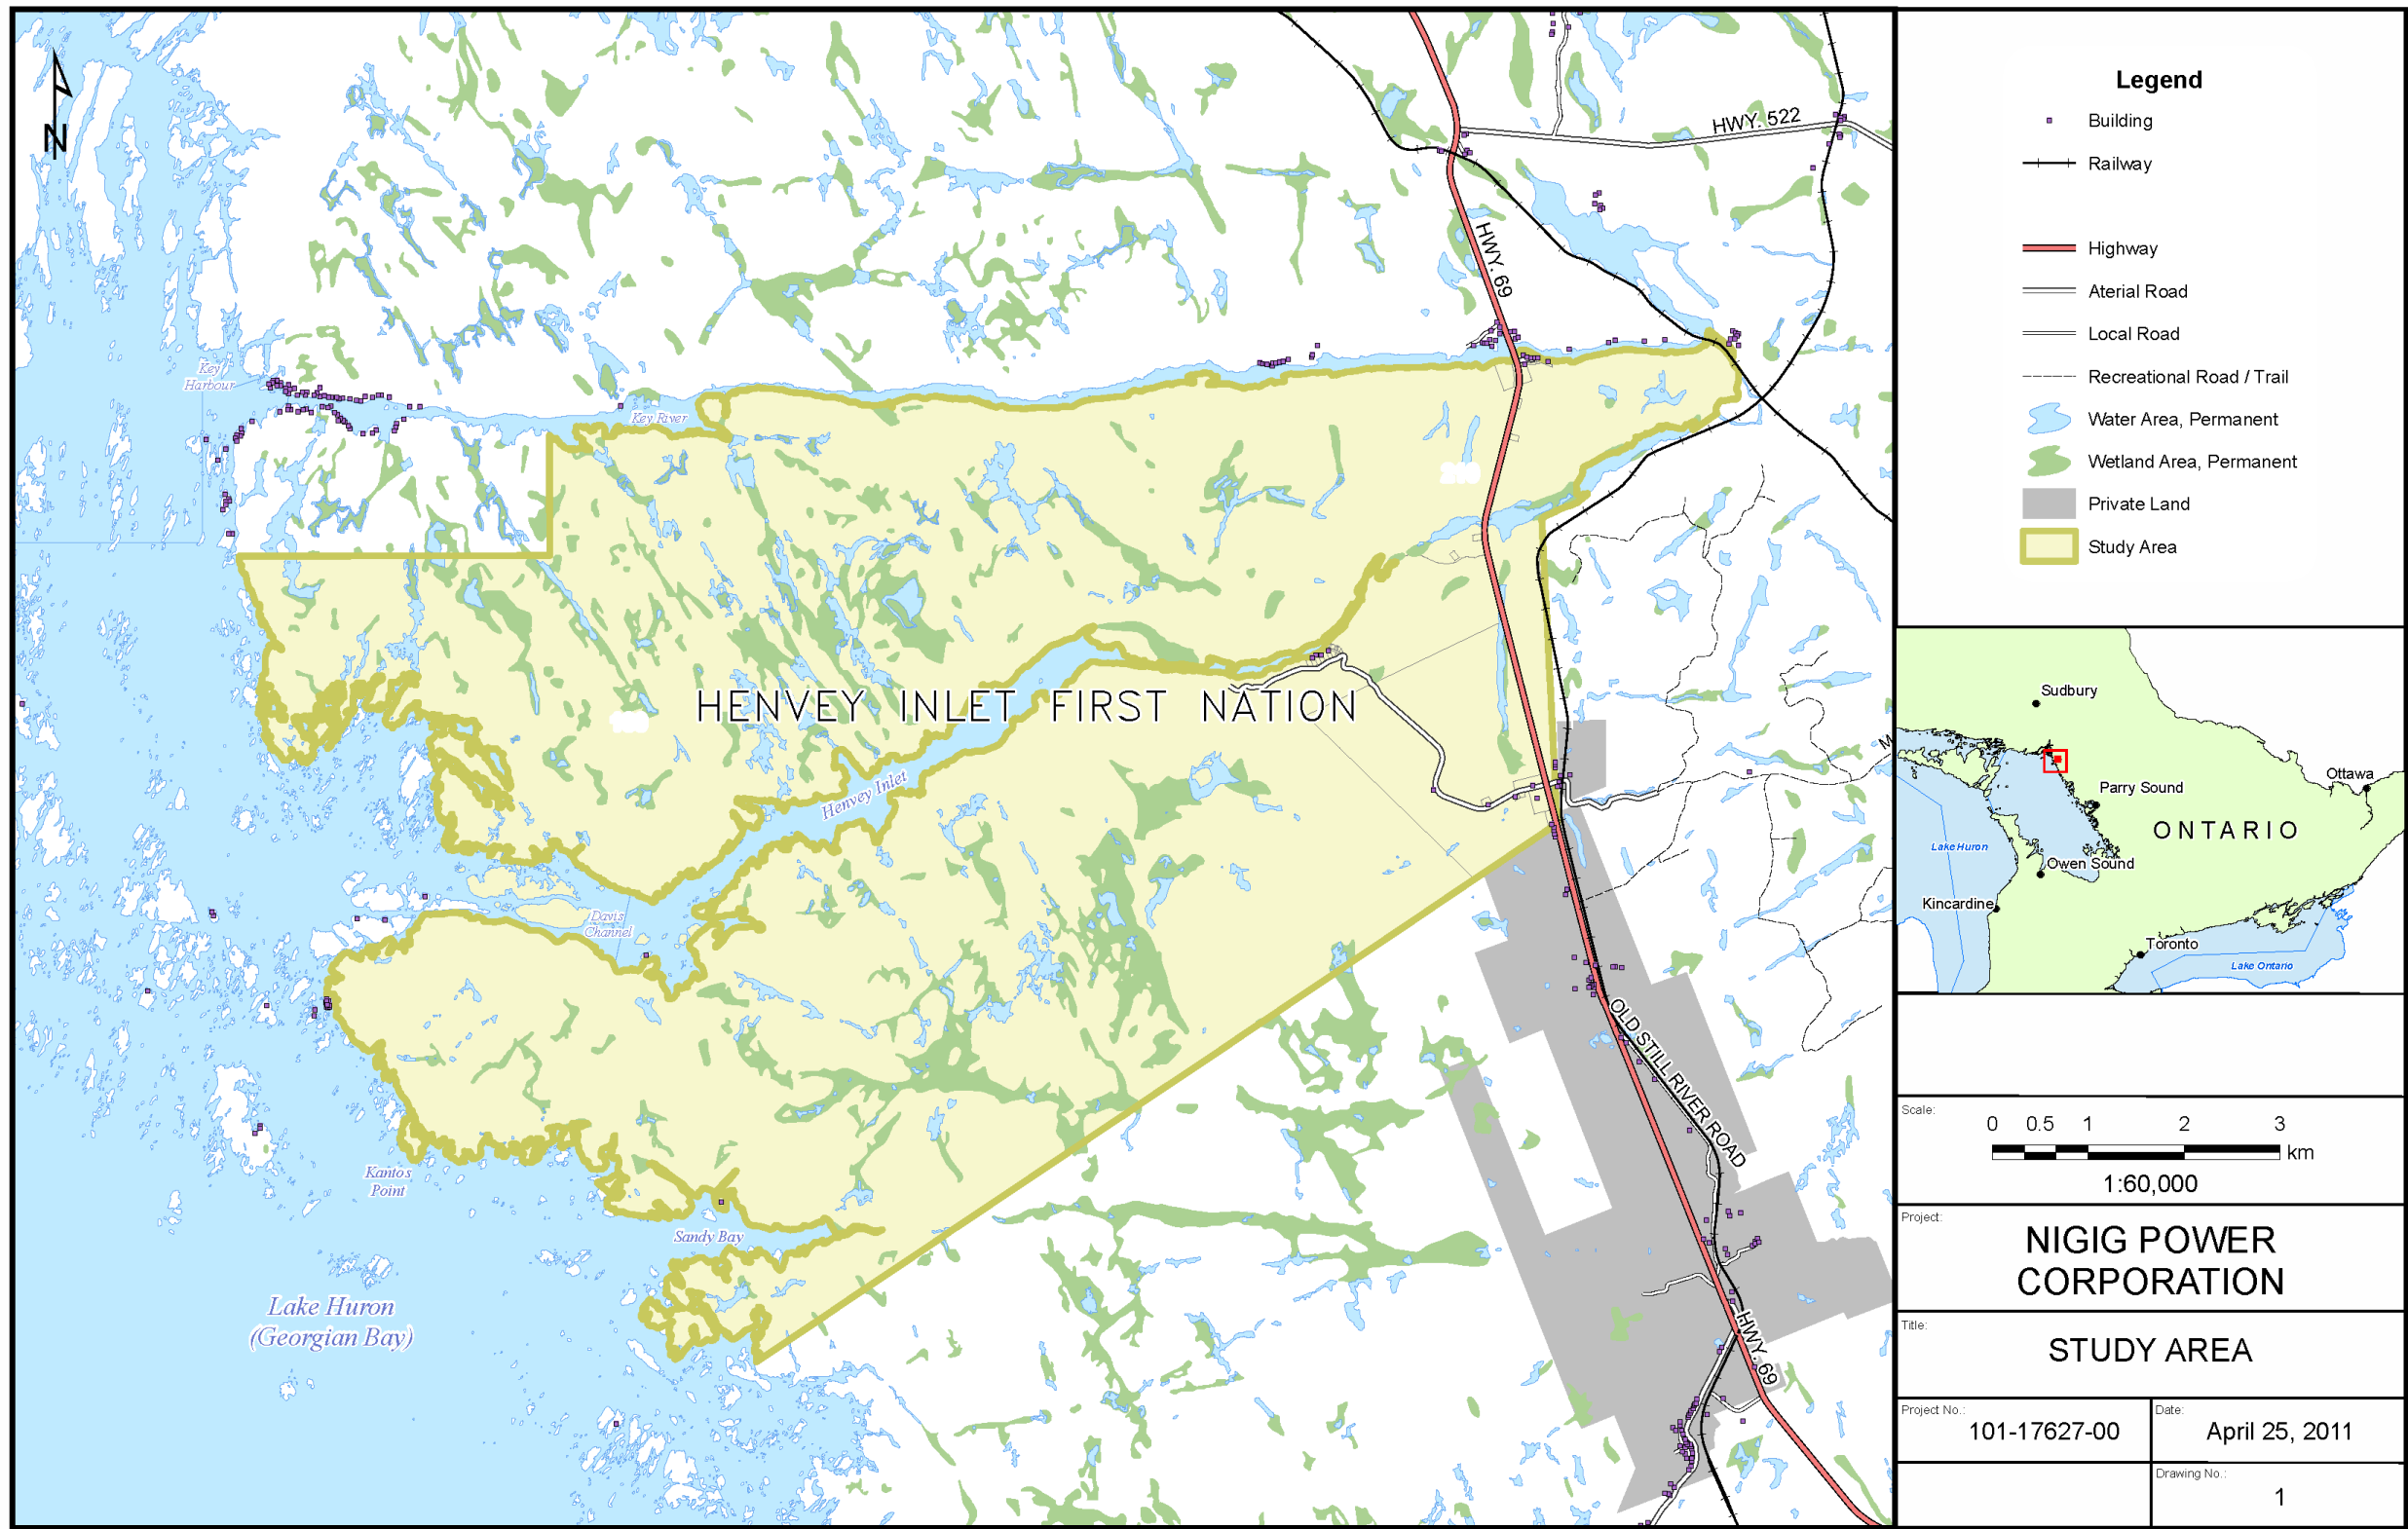 N
HWY. 522
HWY. 69
Key
Harbour
Key River
HENVEY INLET FIRST NATION
Henvey Inlet
Davis
Channel
OLD STILL RIVER ROAD
Kantos
Point
Sandy Bay
Lake Huron
(Georgian Bay)
HWY. 69
Legend
Building
Railway
Highway
Aterial Road
Local Road
Recreational Road / Trail
Water Area, Permanent
Wetland Area, Permanent
Private Land
Study Area
Sudbury
Ottawa
Parry Sound
ONTARIO
Lake Huron
Owen Sound
Kincardine
Toronto
Lake Ontario
Scale:
0 0.5 1 2 3
km
1:60,000
Project:
NIGIG POWER
CORPORATION
Title:
STUDY AREA
Project No.:
101-17627-00
Date:
April 25, 2011
Drawing No.:
1